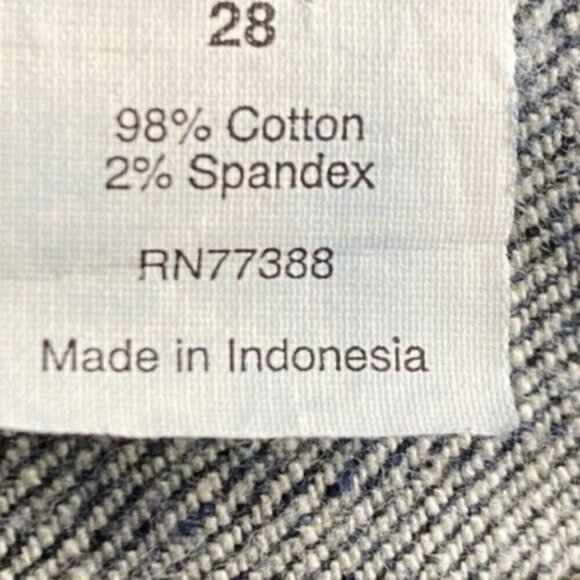 28
98% Cotton
2% Spandex
RN77388
Made in Indonesia